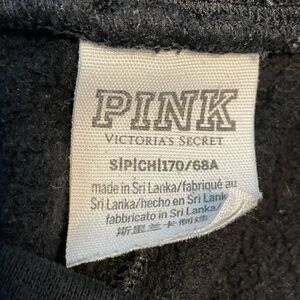 PINK
VICTORIA'S SECRET
S|P|CH|170/68A
made in Sri Lanka/fabriqué au
Sri Lanka/hecho en Sri Lanka
fabbricato in Sri Lanka/
斯里兰卡制造